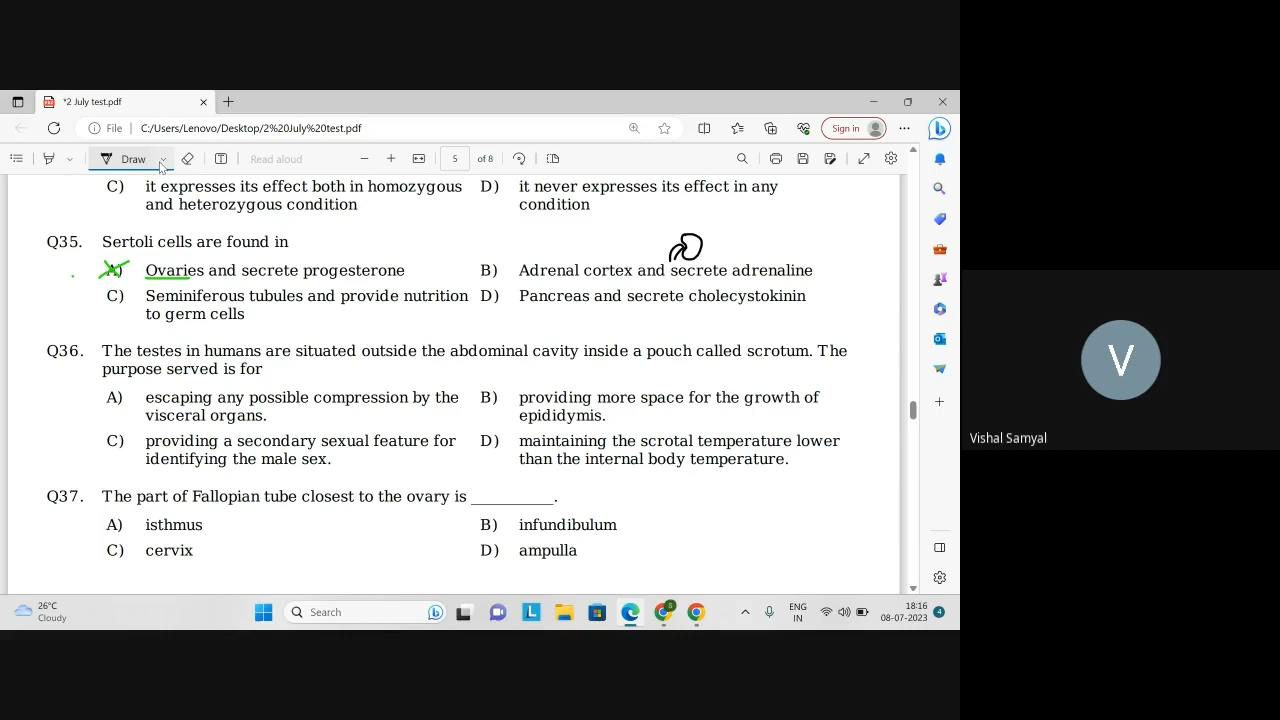 *2 July test.pdf
File
C:/Users/Lenovo/Desktop/2%20July%20test.pdf
Sign in
Draw
Read aloud
5
of 8
C) it expresses its effect both in homozygous D) it never expresses its effect in any
and heterozygous condition condition
Q35. Sertoli cells are found in
A) Ovaries and secrete progesterone B) Adrenal cortex and secrete adrenaline
C) Seminiferous tubules and provide nutrition D) Pancreas and secrete cholecystokinin
to germ cells
Q36. The testes in humans are situated outside the abdominal cavity inside a pouch called scrotum. The
purpose served is for
A) escaping any possible compression by the B) providing more space for the growth of
visceral organs. epididymis.
C) providing a secondary sexual feature for D) maintaining the scrotal temperature lower
identifying the male sex. than the internal body temperature.
Q37. The part of Fallopian tube closest to the ovary is __________.
A) isthmus B) infundibulum
C) cervix D) ampulla
V
Vishal Samyal
26°C
Cloudy
Search
L
8
ENG
IN
18:16
08-07-2023
4